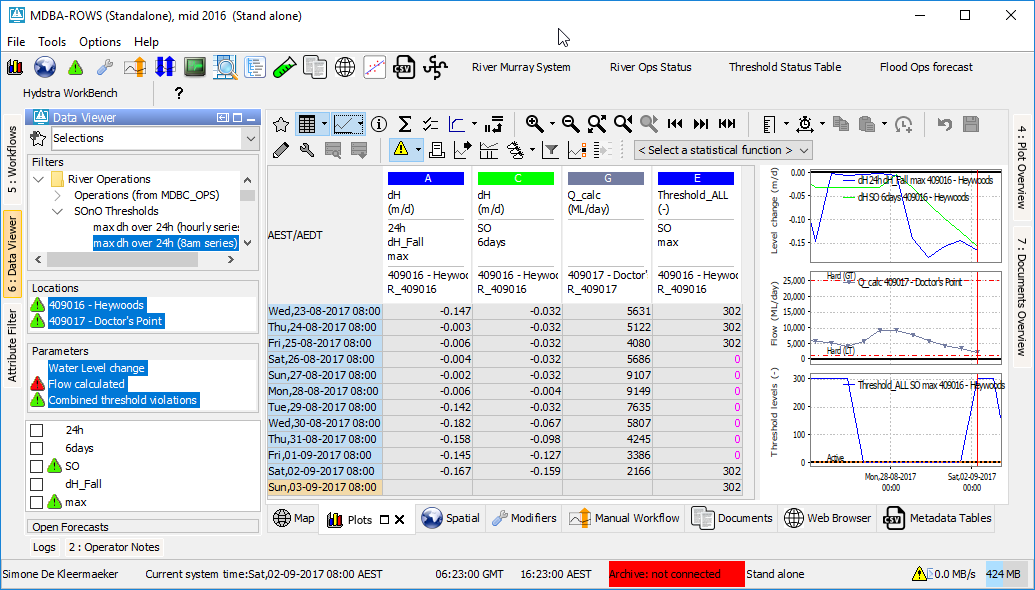 MDBA-ROWS (Standalone), mid 2016 (Stand alone)
File Tools Options Help
River Murray System River Ops Status Threshold Status Table Flood Ops forecast
Hydstra WorkBench ?
5 : Workflows
6 : Data Viewer
Attribute Filter
Data Viewer
Selections
Filters
River Operations
Operations (from MDBC_OPS)
SOnO Thresholds
max dh over 24h (hourly serie
max dh over 24h (8am series)
Locations
409016 - Heywoods
409017 - Doctor's Point
Parameters
Water Level change
Flow calculated
Combined threshold violations
24h
6days
SO
dH_Fall
max
Open Forecasts
Logs 2 : Operator Notes
< Select a statistical function >
A C G E
AEST/AEDT
dH dH Q_calc Threshold_ALL
(m/d) (m/d) (ML/day) (-)
24h SO SO
dH_Fall 6days max
max
409016 - Heywoo 409016 - Heywoo 409017 - Doctor' 409016 - Heywoo
R_409016 R_409016 R_409016
Wed,23-08-2017 08:00 -0.147 -0.032 5631 302
Thu,24-08-2017 08:00 -0.003 -0.032 5122 302
Fri,25-08-2017 08:00 -0.006 -0.032 4080 302
Sat,26-08-2017 08:00 -0.004 -0.032 5686 0
Sun,27-08-2017 08:00 -0.002 -0.032 9107 0
Mon,28-08-2017 08:00 -0.006 -0.004 9149 0
Tue,29-08-2017 08:00 -0.142 -0.032 7635 0
Wed,30-08-2017 08:00 -0.182 -0.067 5807 0
Thu,31-08-2017 08:00 -0.158 -0.098 4245 0
Fri,01-09-2017 08:00 -0.145 -0.127 3386 0
Sat,02-09-2017 08:00 -0.167 -0.159 2166 302
Sun,03-09-2017 08:00 302
Level change (m/d)
0.00
-0.05
-0.10
-0.15
dH 24h,dH_Fall max 409016 - Heywoods
dH SO 6days 409016 - Heywoods
Flow (ML/day)
25,000
20,000
15,000
10,000
5,000
0
Hard (GT)
Q_calc 409017 - Doctor's Point
Hard (LT)
Threshold levels (-)
300
200
100
0
Threshold_ALL SO max 409016 - Heywoods
Active
Mon,28-08-2017 Sat,02-09-2017
00:00 00:00
4 : Plot Overview
7 : Documents Overview
Map Plots Spatial Modifiers Manual Workflow Documents Web Browser Metadata Tables
Simone De Kleermaeker Current system time:Sat,02-09-2017 08:00 AEST 06:23:00 GMT 16:23:00 AEST Archive: not connected Stand alone 0.0 MB/s 424 MB